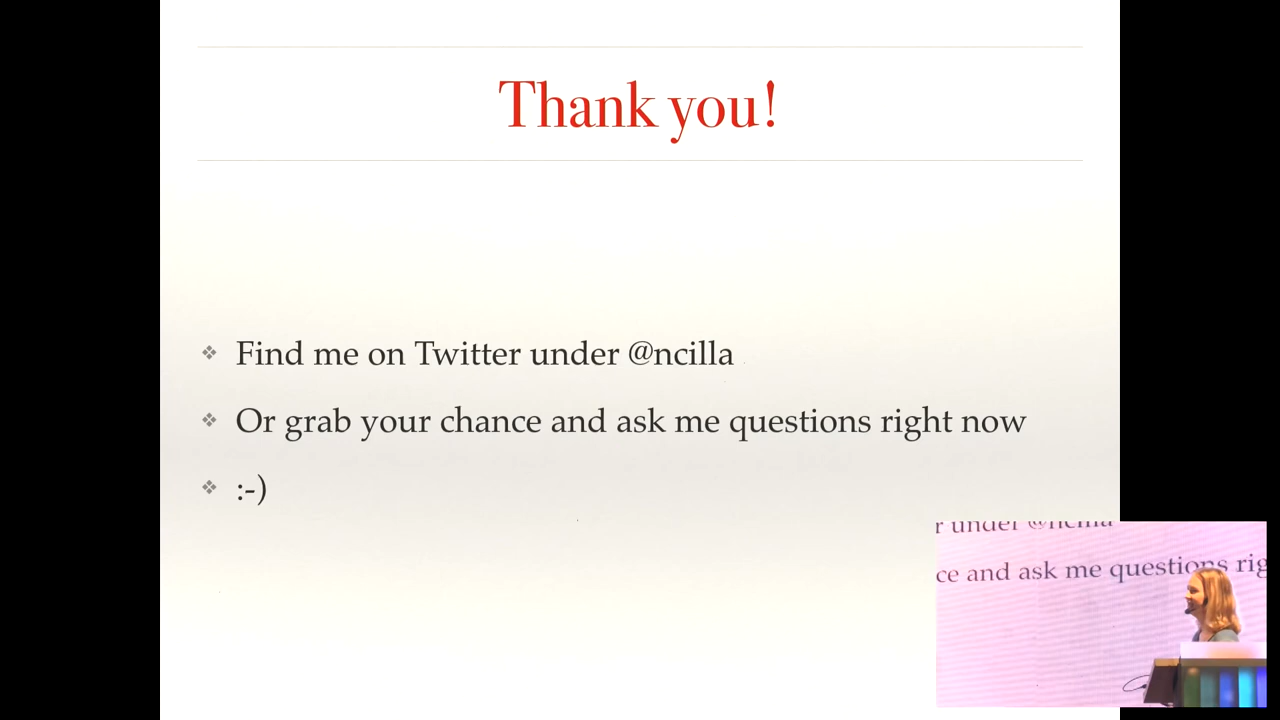 Thank you!
Find me on Twitter under @ncilla
Or grab your chance and ask me questions right now
:-)
r under @ncilla
ce and ask me questions rig